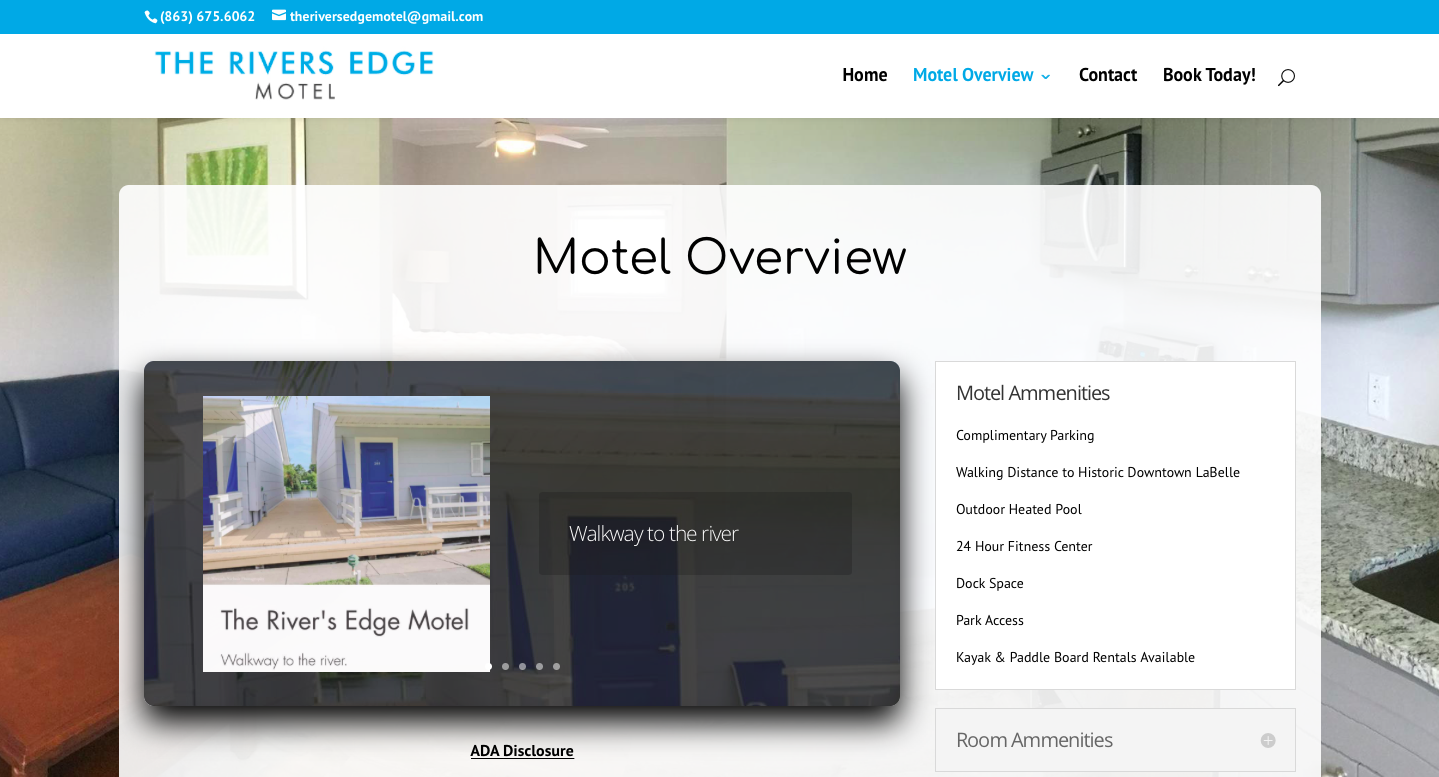 (863) 675.6062 theriversedgemotel@gmail.com
THE RIVERS EDGE
MOTEL
Home Motel Overview Contact Book Today!
Motel Overview
The River's Edge Motel
Walkway to the river.
Walkway to the river
205
ADA Disclosure
Motel Ammenities
Complimentary Parking
Walking Distance to Historic Downtown LaBelle
Outdoor Heated Pool
24 Hour Fitness Center
Dock Space
Park Access
Kayak & Paddle Board Rentals Available
Room Ammenities